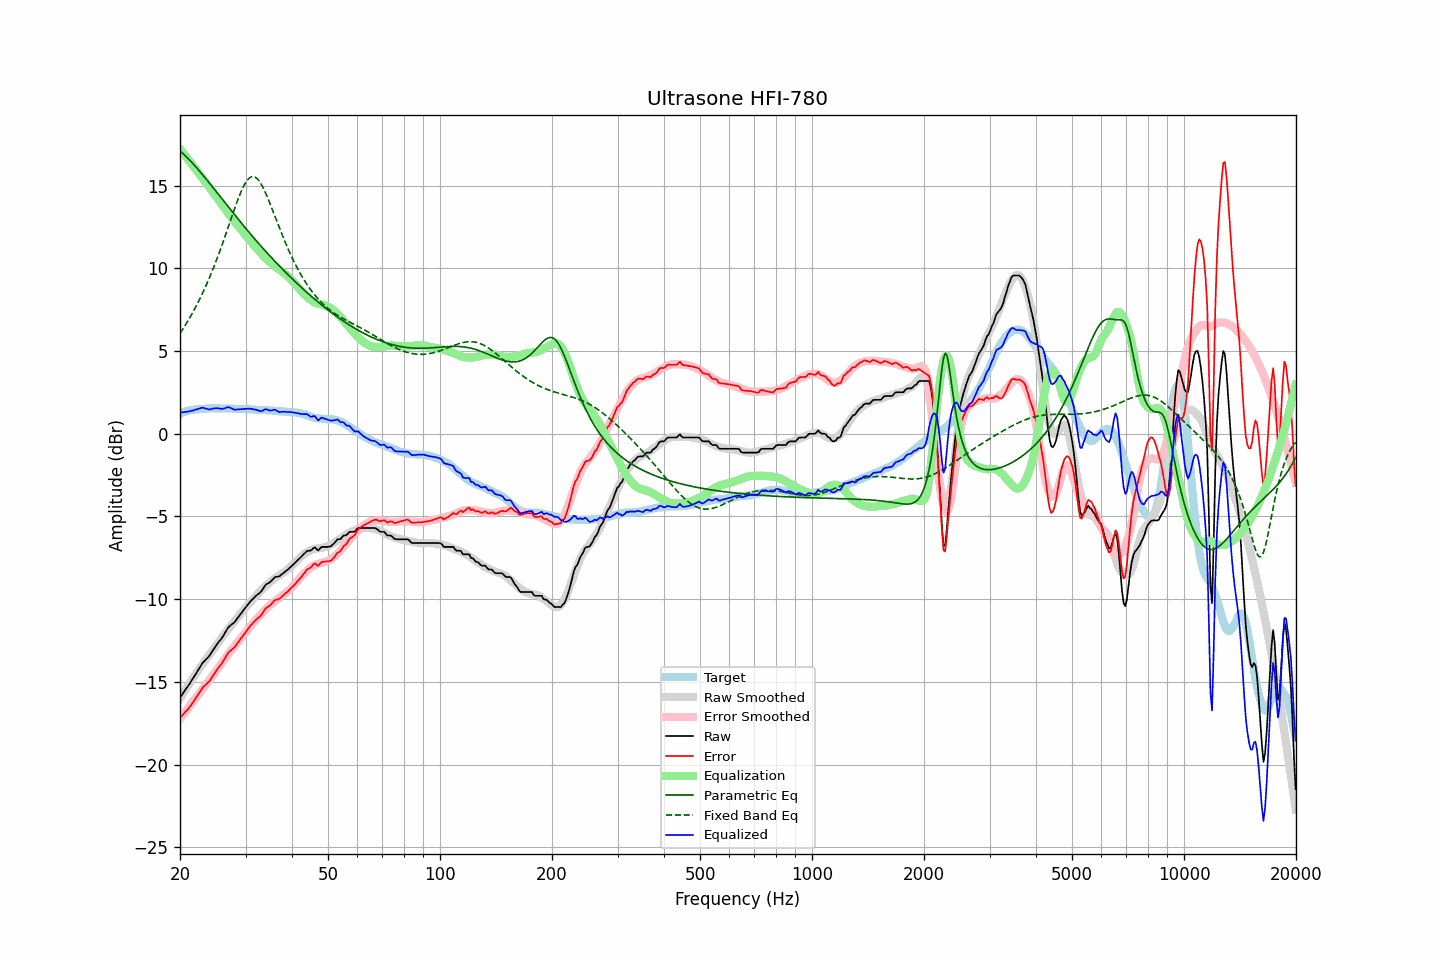 Ultrasone HFI-780
Amplitude (dBr)
15
10
5
0
−5
−10
−15
−20
−25
20
50
100
200
500
1000
2000
5000
10000
20000
Frequency (Hz)
Target
Raw Smoothed
Error Smoothed
Raw
Error
Equalization
Parametric Eq
Fixed Band Eq
Equalized